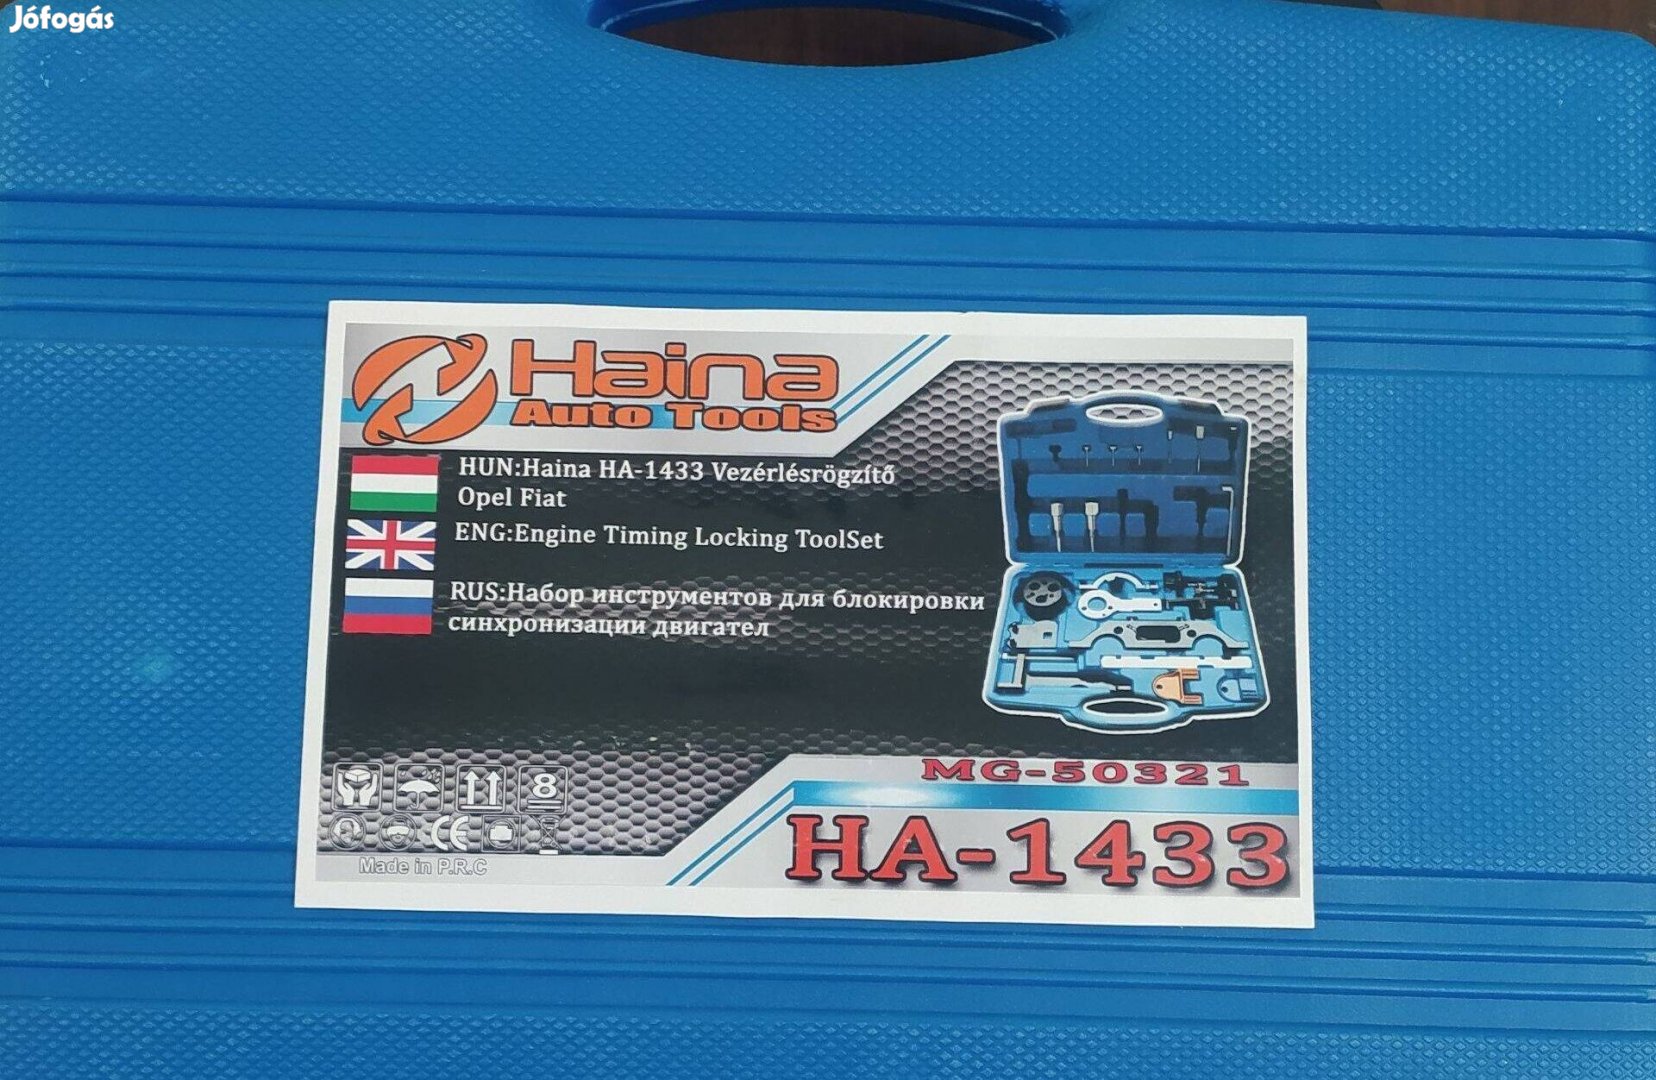 Jófogás
Haina
Auto Tools
HUN:Haina HA-1433 Vezérlésrögzítő
Opel Fiat
ENG:Engine Timing Locking ToolSet
RUS:Набор инструментов для блокировки
синхронизации двигател
MG-50321
8
CE
HA-1433
Made in P.R.C